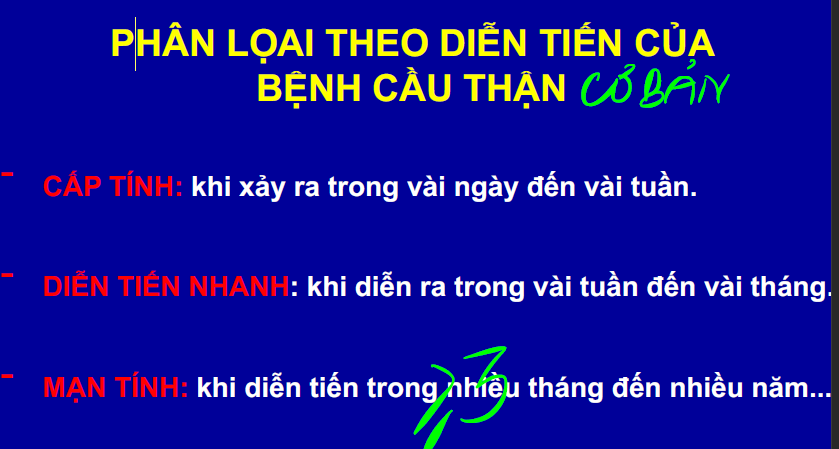 PHÂN LOẠI THEO DIỄN TIẾN CỦA
BỆNH CẦU THẬN CƠ BẢN
- CẤP TÍNH: khi xảy ra trong vài ngày đến vài tuần.
- DIỄN TIẾN NHANH: khi diễn ra trong vài tuần đến vài tháng.
- MẠN TÍNH: khi diễn tiến trong nhiều tháng đến nhiều năm...
≥3